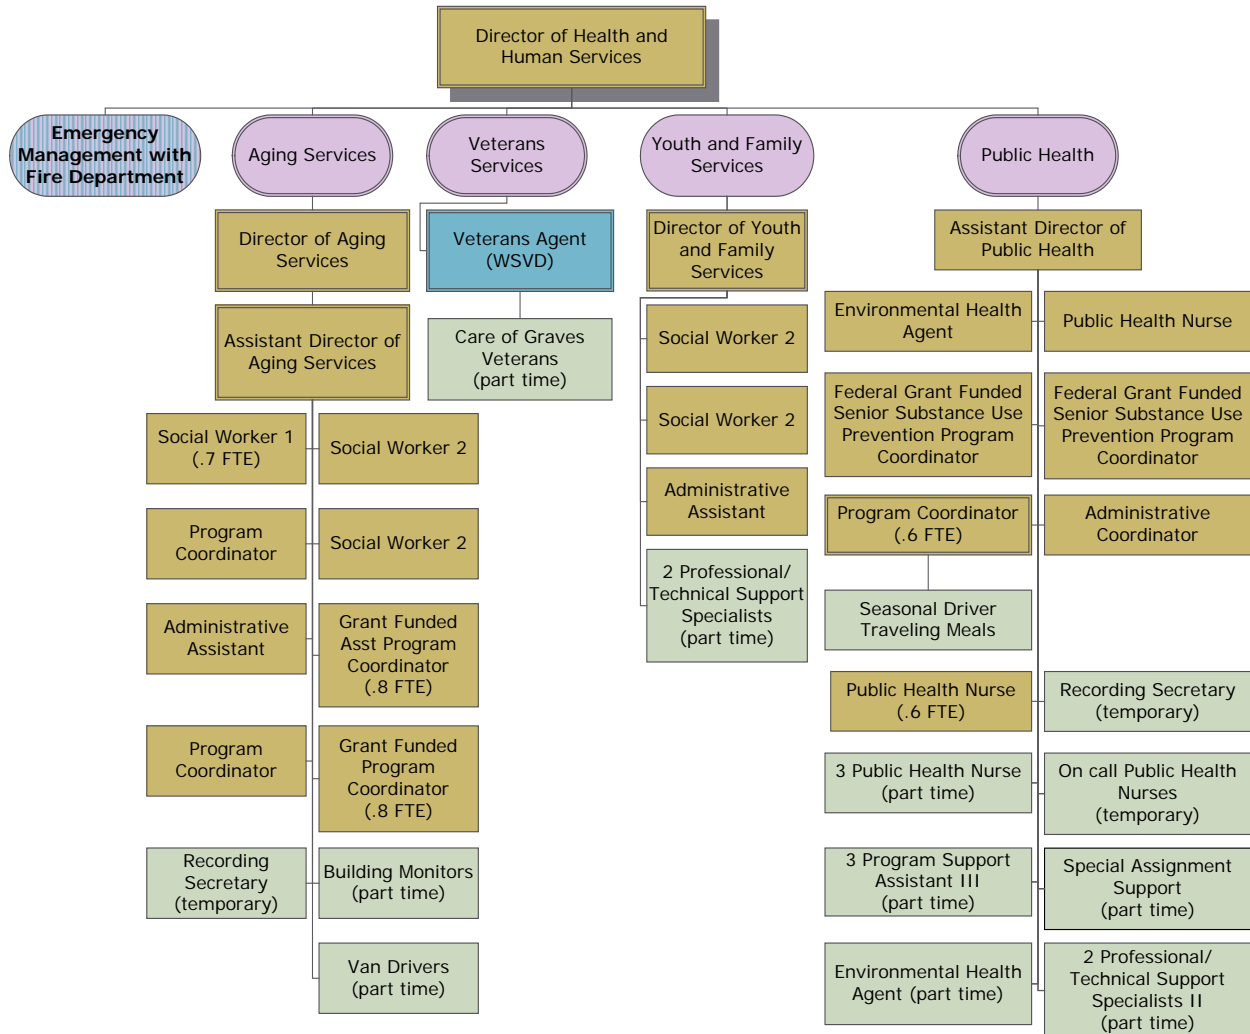 Director of Health and
Human Services
Emergency
Management with
Fire Department
Aging Services
Veterans
Services
Youth and Family
Services
Public Health
Director of Aging
Services
Assistant Director of
Aging Services
Social Worker 1
(.7 FTE)
Social Worker 2
Program
Coordinator
Social Worker 2
Administrative
Assistant
Grant Funded
Asst Program
Coordinator
(.8 FTE)
Program
Coordinator
Grant Funded
Program
Coordinator
(.8 FTE)
Recording
Secretary
(temporary)
Building Monitors
(part time)
Van Drivers
(part time)
Veterans Agent
(WSVD)
Care of Graves
Veterans
(part time)
Director of Youth
and Family
Services
Social Worker 2
Social Worker 2
Administrative
Assistant
2 Professional/
Technical Support
Specialists
(part time)
Assistant Director of
Public Health
Environmental Health
Agent
Public Health Nurse
Federal Grant Funded
Senior Substance Use
Prevention Program
Coordinator
Federal Grant Funded
Senior Substance Use
Prevention Program
Coordinator
Program Coordinator
(.6 FTE)
Administrative
Coordinator
Seasonal Driver
Traveling Meals
Public Health Nurse
(.6 FTE)
Recording Secretary
(temporary)
3 Public Health Nurse
(part time)
On call Public Health
Nurses
(temporary)
3 Program Support
Assistant III
(part time)
Special Assignment
Support
(part time)
Environmental Health
Agent (part time)
2 Professional/
Technical Support
Specialists II
(part time)